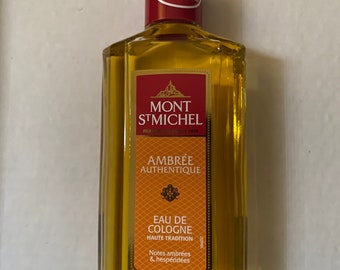 MONT
ST MICHEL
AMBRÉE
AUTHENTIQUE
EAU DE
COLOGNE
HAUTE TRADITION
Notes ambrées
& hespéridées